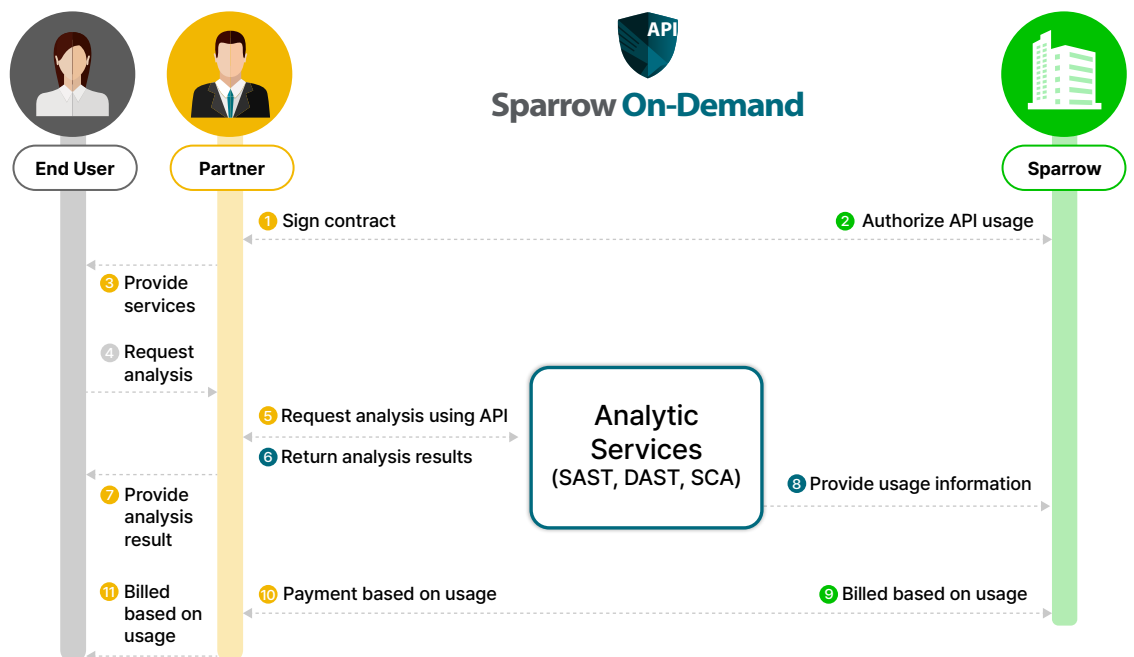 API
Sparrow On-Demand
End User
Partner
Sparrow
1 Sign contract
2 Authorize API usage
3 Provide
services
4 Request
analysis
5 Request analysis using API
6 Return analysis results
Analytic
Services
(SAST, DAST, SCA)
7 Provide
analysis
result
8 Provide usage information
9 Billed based on usage
10 Payment based on usage
11 Billed
based on
usage